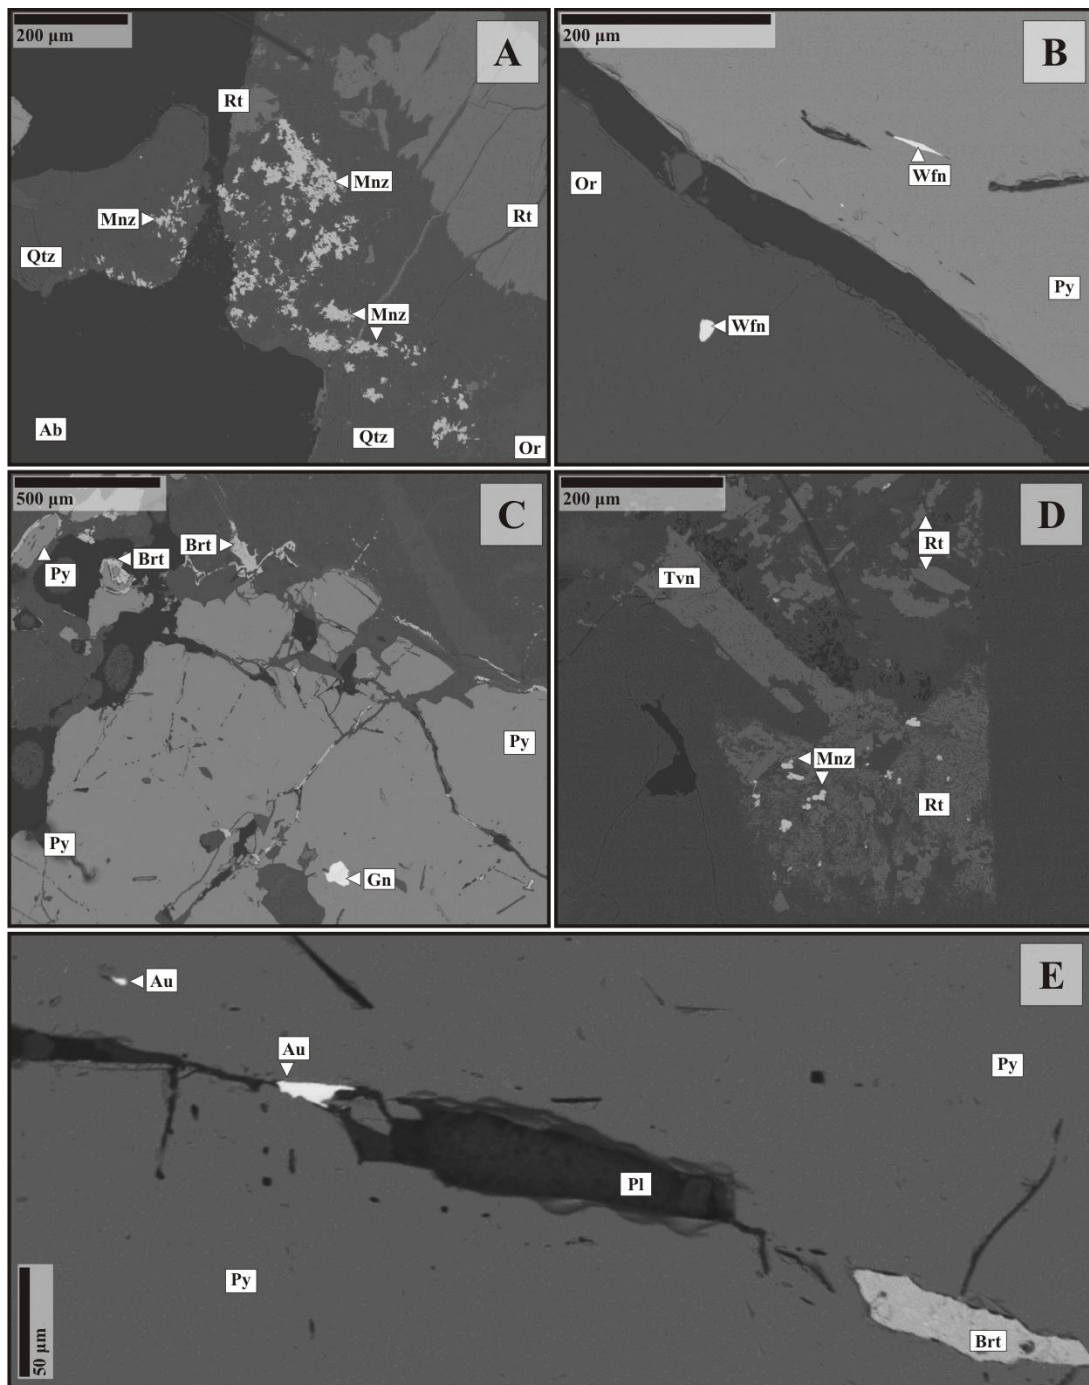 200 µm
A
Rt
Mnz
Mnz
Rt
Qtz
Mnz
Ab
Qtz
Or
200 µm
B
Or
Wfn
Py
Wfn
500 µm
C
Brt
Brt
Py
Py
Py
Gn
200 µm
D
Rt
Tvn
Mnz
Rt
E
Au
Au
Py
Pl
Py
Brt
50 µm